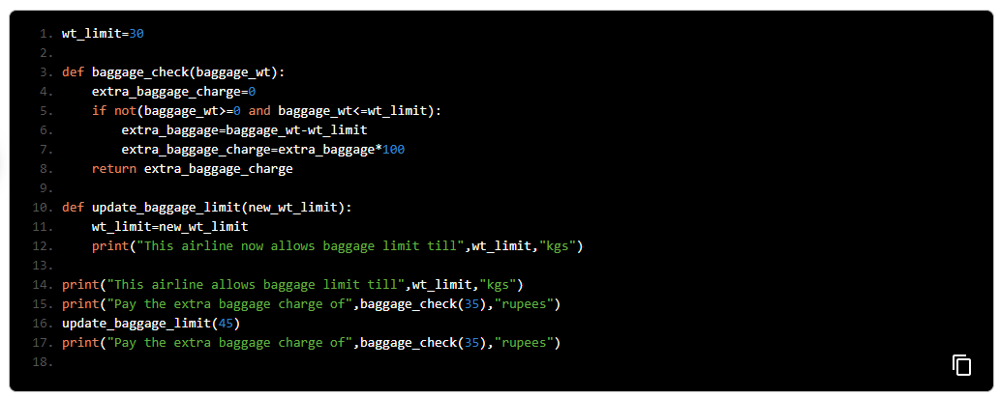 1. wt_limit=30
2.
3. def baggage_check(baggage_wt):
4.     extra_baggage_charge=0
5.     if not(baggage_wt>=0 and baggage_wt<=wt_limit):
6.         extra_baggage=baggage_wt-wt_limit
7.         extra_baggage_charge=extra_baggage*100
8.     return extra_baggage_charge
9.
10. def update_baggage_limit(new_wt_limit):
11.     wt_limit=new_wt_limit
12.     print("This airline now allows baggage limit till",wt_limit,"kgs")
13.
14. print("This airline allows baggage limit till",wt_limit,"kgs")
15. print("Pay the extra baggage charge of",baggage_check(35),"rupees")
16. update_baggage_limit(45)
17. print("Pay the extra baggage charge of",baggage_check(35),"rupees")
18.